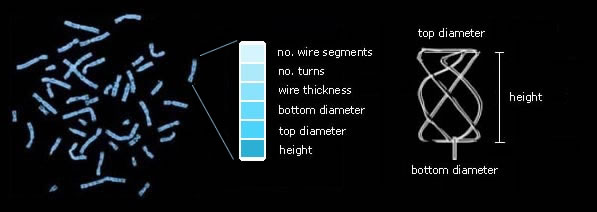 no. wire segments
no. turns
wire thickness
bottom diameter
top diameter
height
top diameter
height
bottom diameter